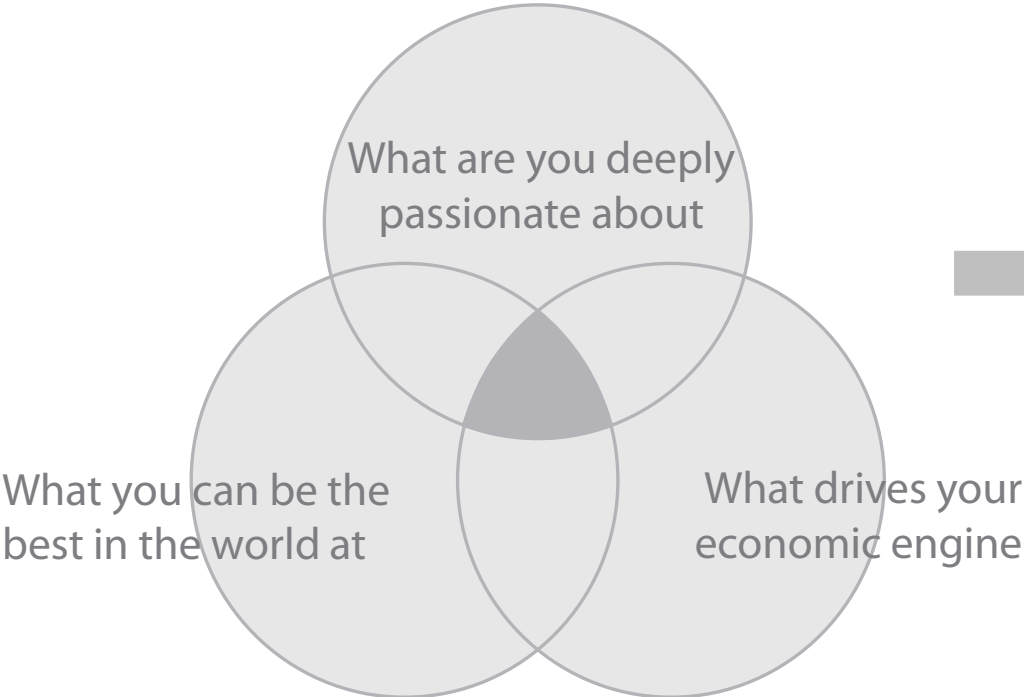 What are you deeply
passionate about
What you can be the
best in the world at
What drives your
economic engine